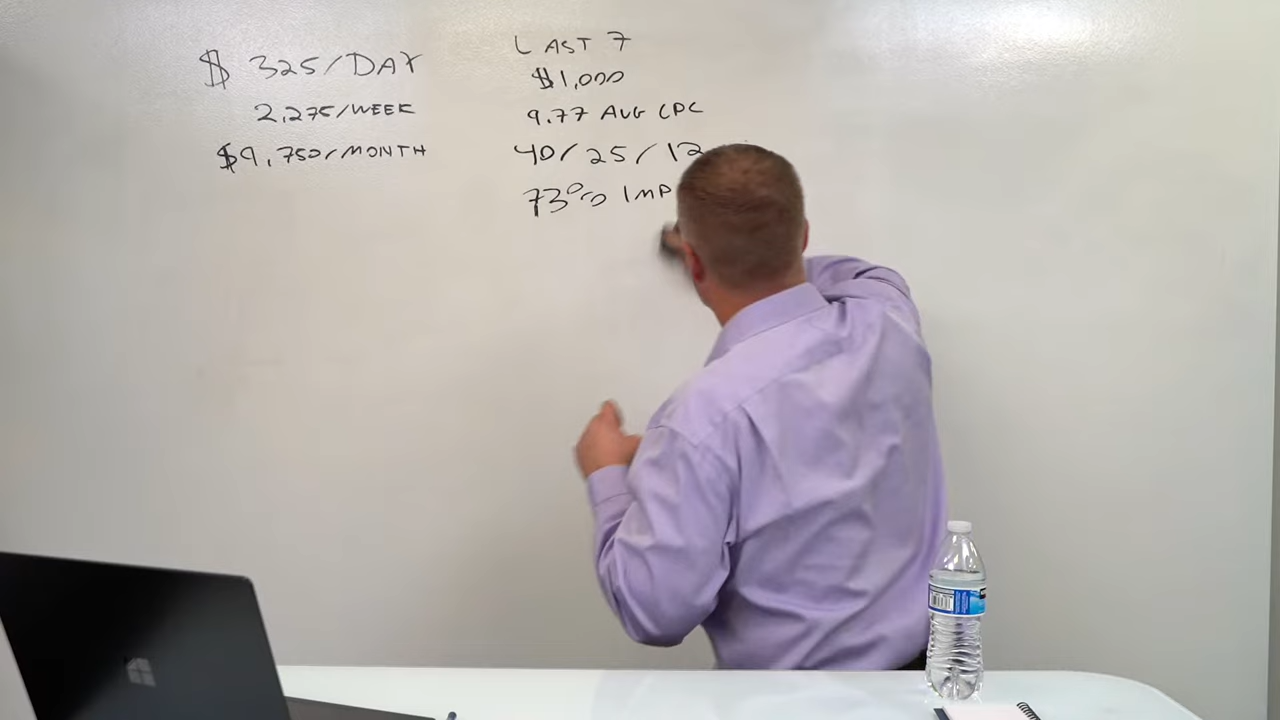 $ 325/DAY
2,275/WEEK
$9,750/MONTH
LAST 7
$1,000
9.77 AVG CPC
40/25/12
73% IMP